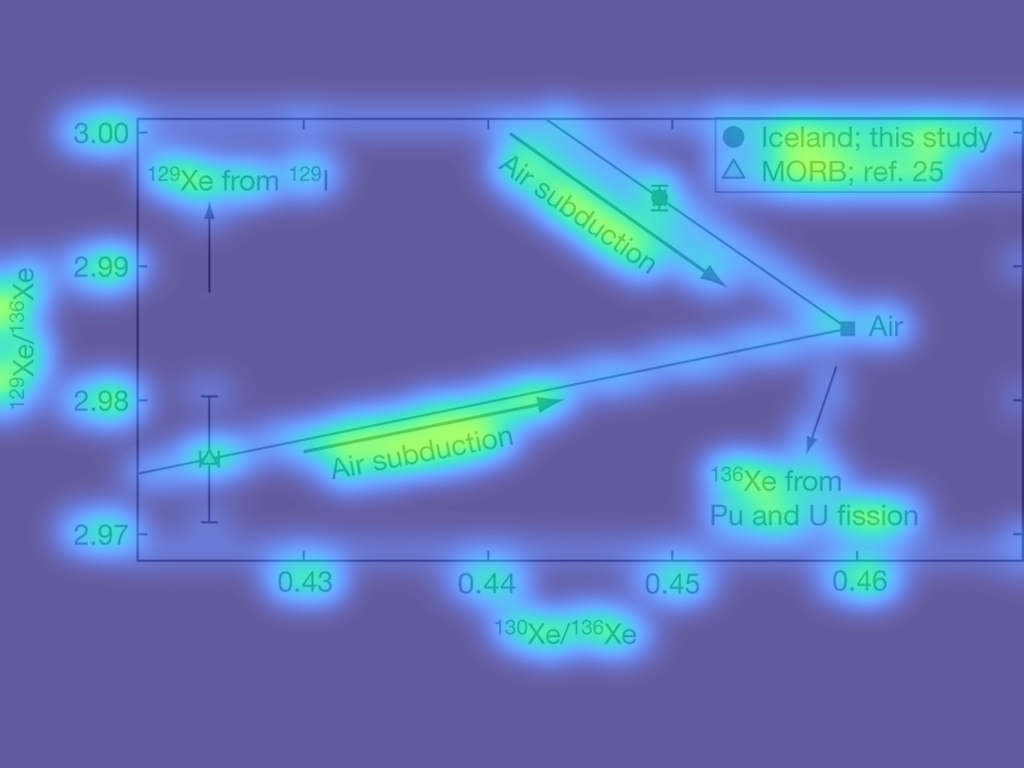 3.00
2.99
2.98
2.97
¹²⁹Xe/¹³⁶Xe
¹²⁹Xe from ¹²⁹I
Air subduction
Iceland; this study
MORB; ref. 25
Air
Air subduction
¹³⁶Xe from
Pu and U fission
0.43
0.44
0.45
0.46
¹³⁰Xe/¹³⁶Xe